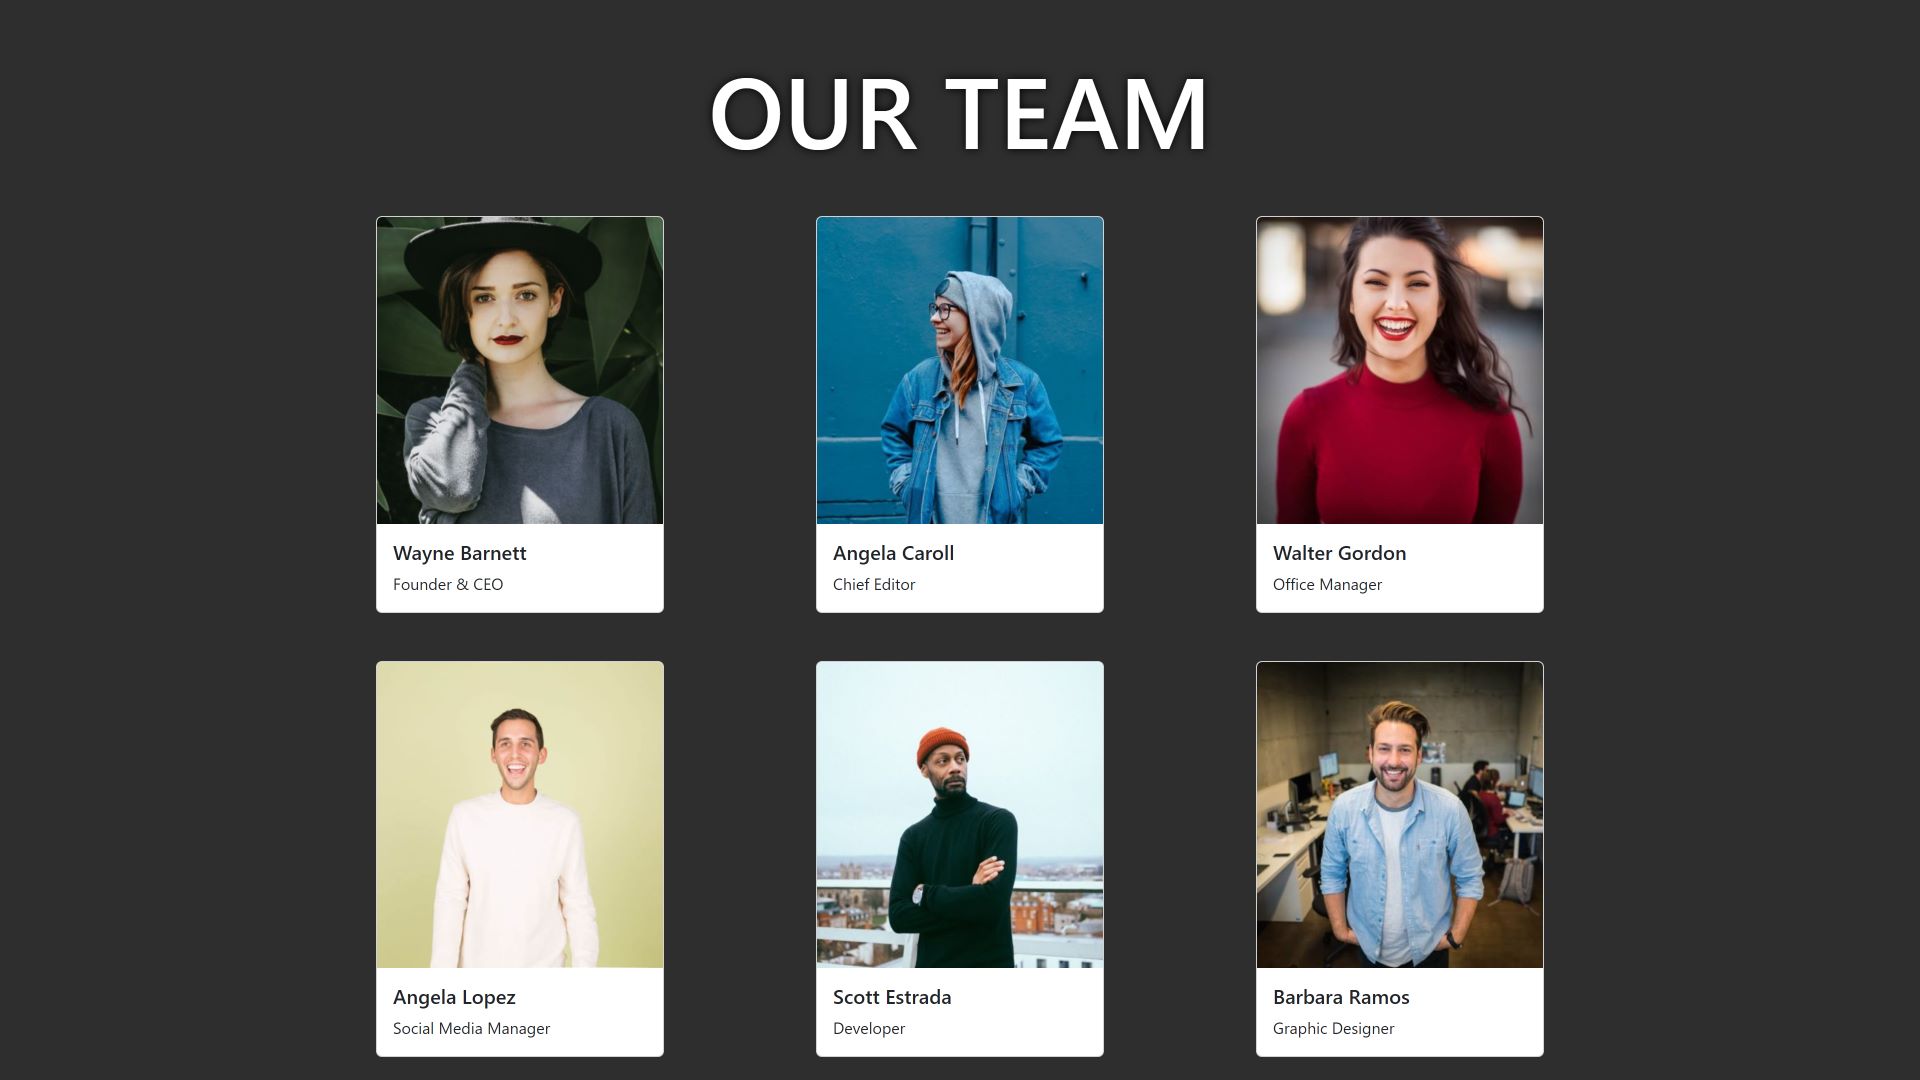 OUR TEAM
Wayne Barnett
Founder & CEO
Angela Caroll
Chief Editor
Walter Gordon
Office Manager
Angela Lopez
Social Media Manager
Scott Estrada
Developer
Barbara Ramos
Graphic Designer